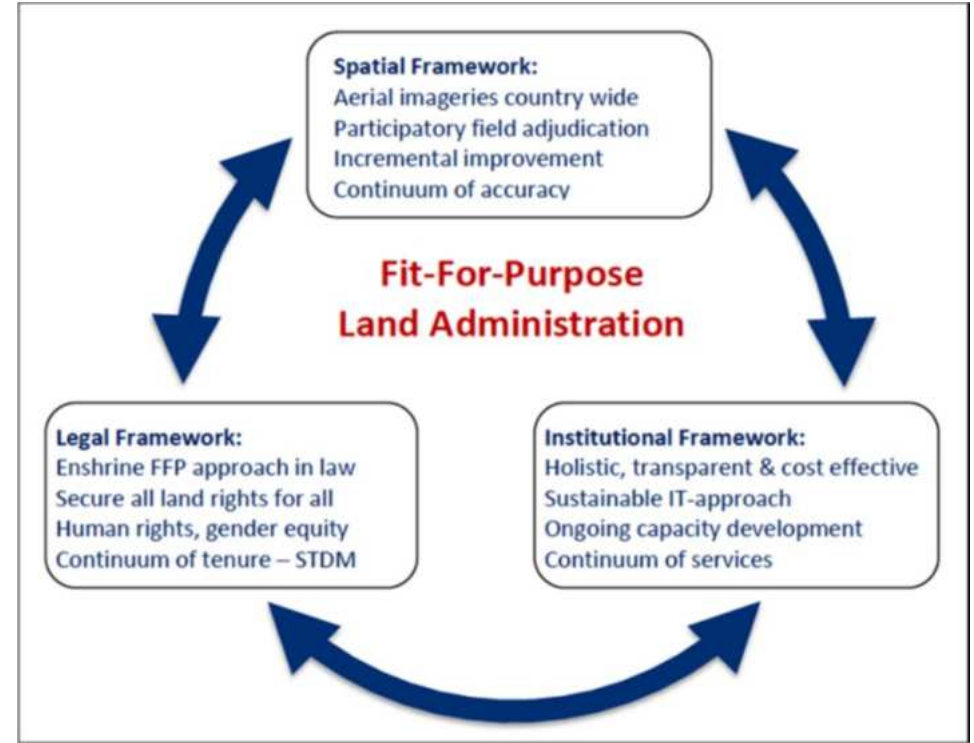 Spatial Framework:
Aerial imageries country wide
Participatory field adjudication
Incremental improvement
Continuum of accuracy
Fit-For-Purpose
Land Administration
Legal Framework:
Enshrine FFP approach in law
Secure all land rights for all
Human rights, gender equity
Continuum of tenure – STDM
Institutional Framework:
Holistic, transparent & cost effective
Sustainable IT-approach
Ongoing capacity development
Continuum of services